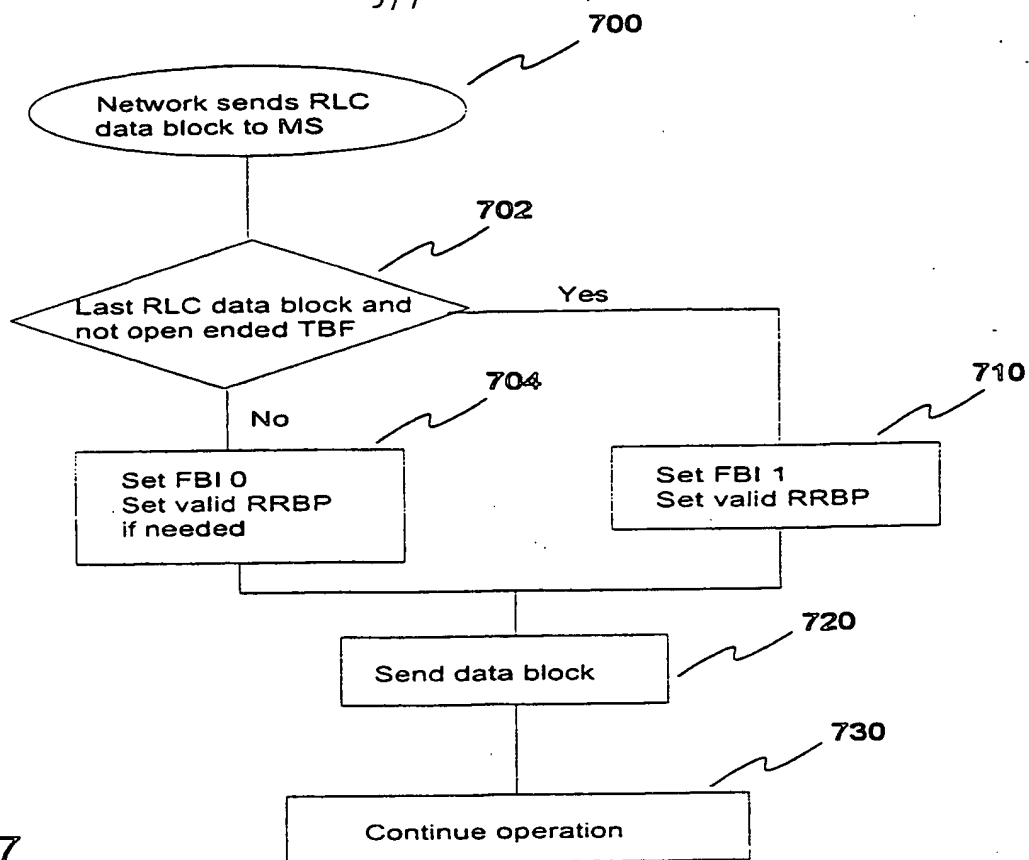 700
Network sends RLC
data block to MS
702
Last RLC data block and
not open ended TBF
Yes
704
710
No
Set FBI 0
Set valid RRBP
if needed
Set FBI 1
Set valid RRBP
720
Send data block
730
Continue operation
7